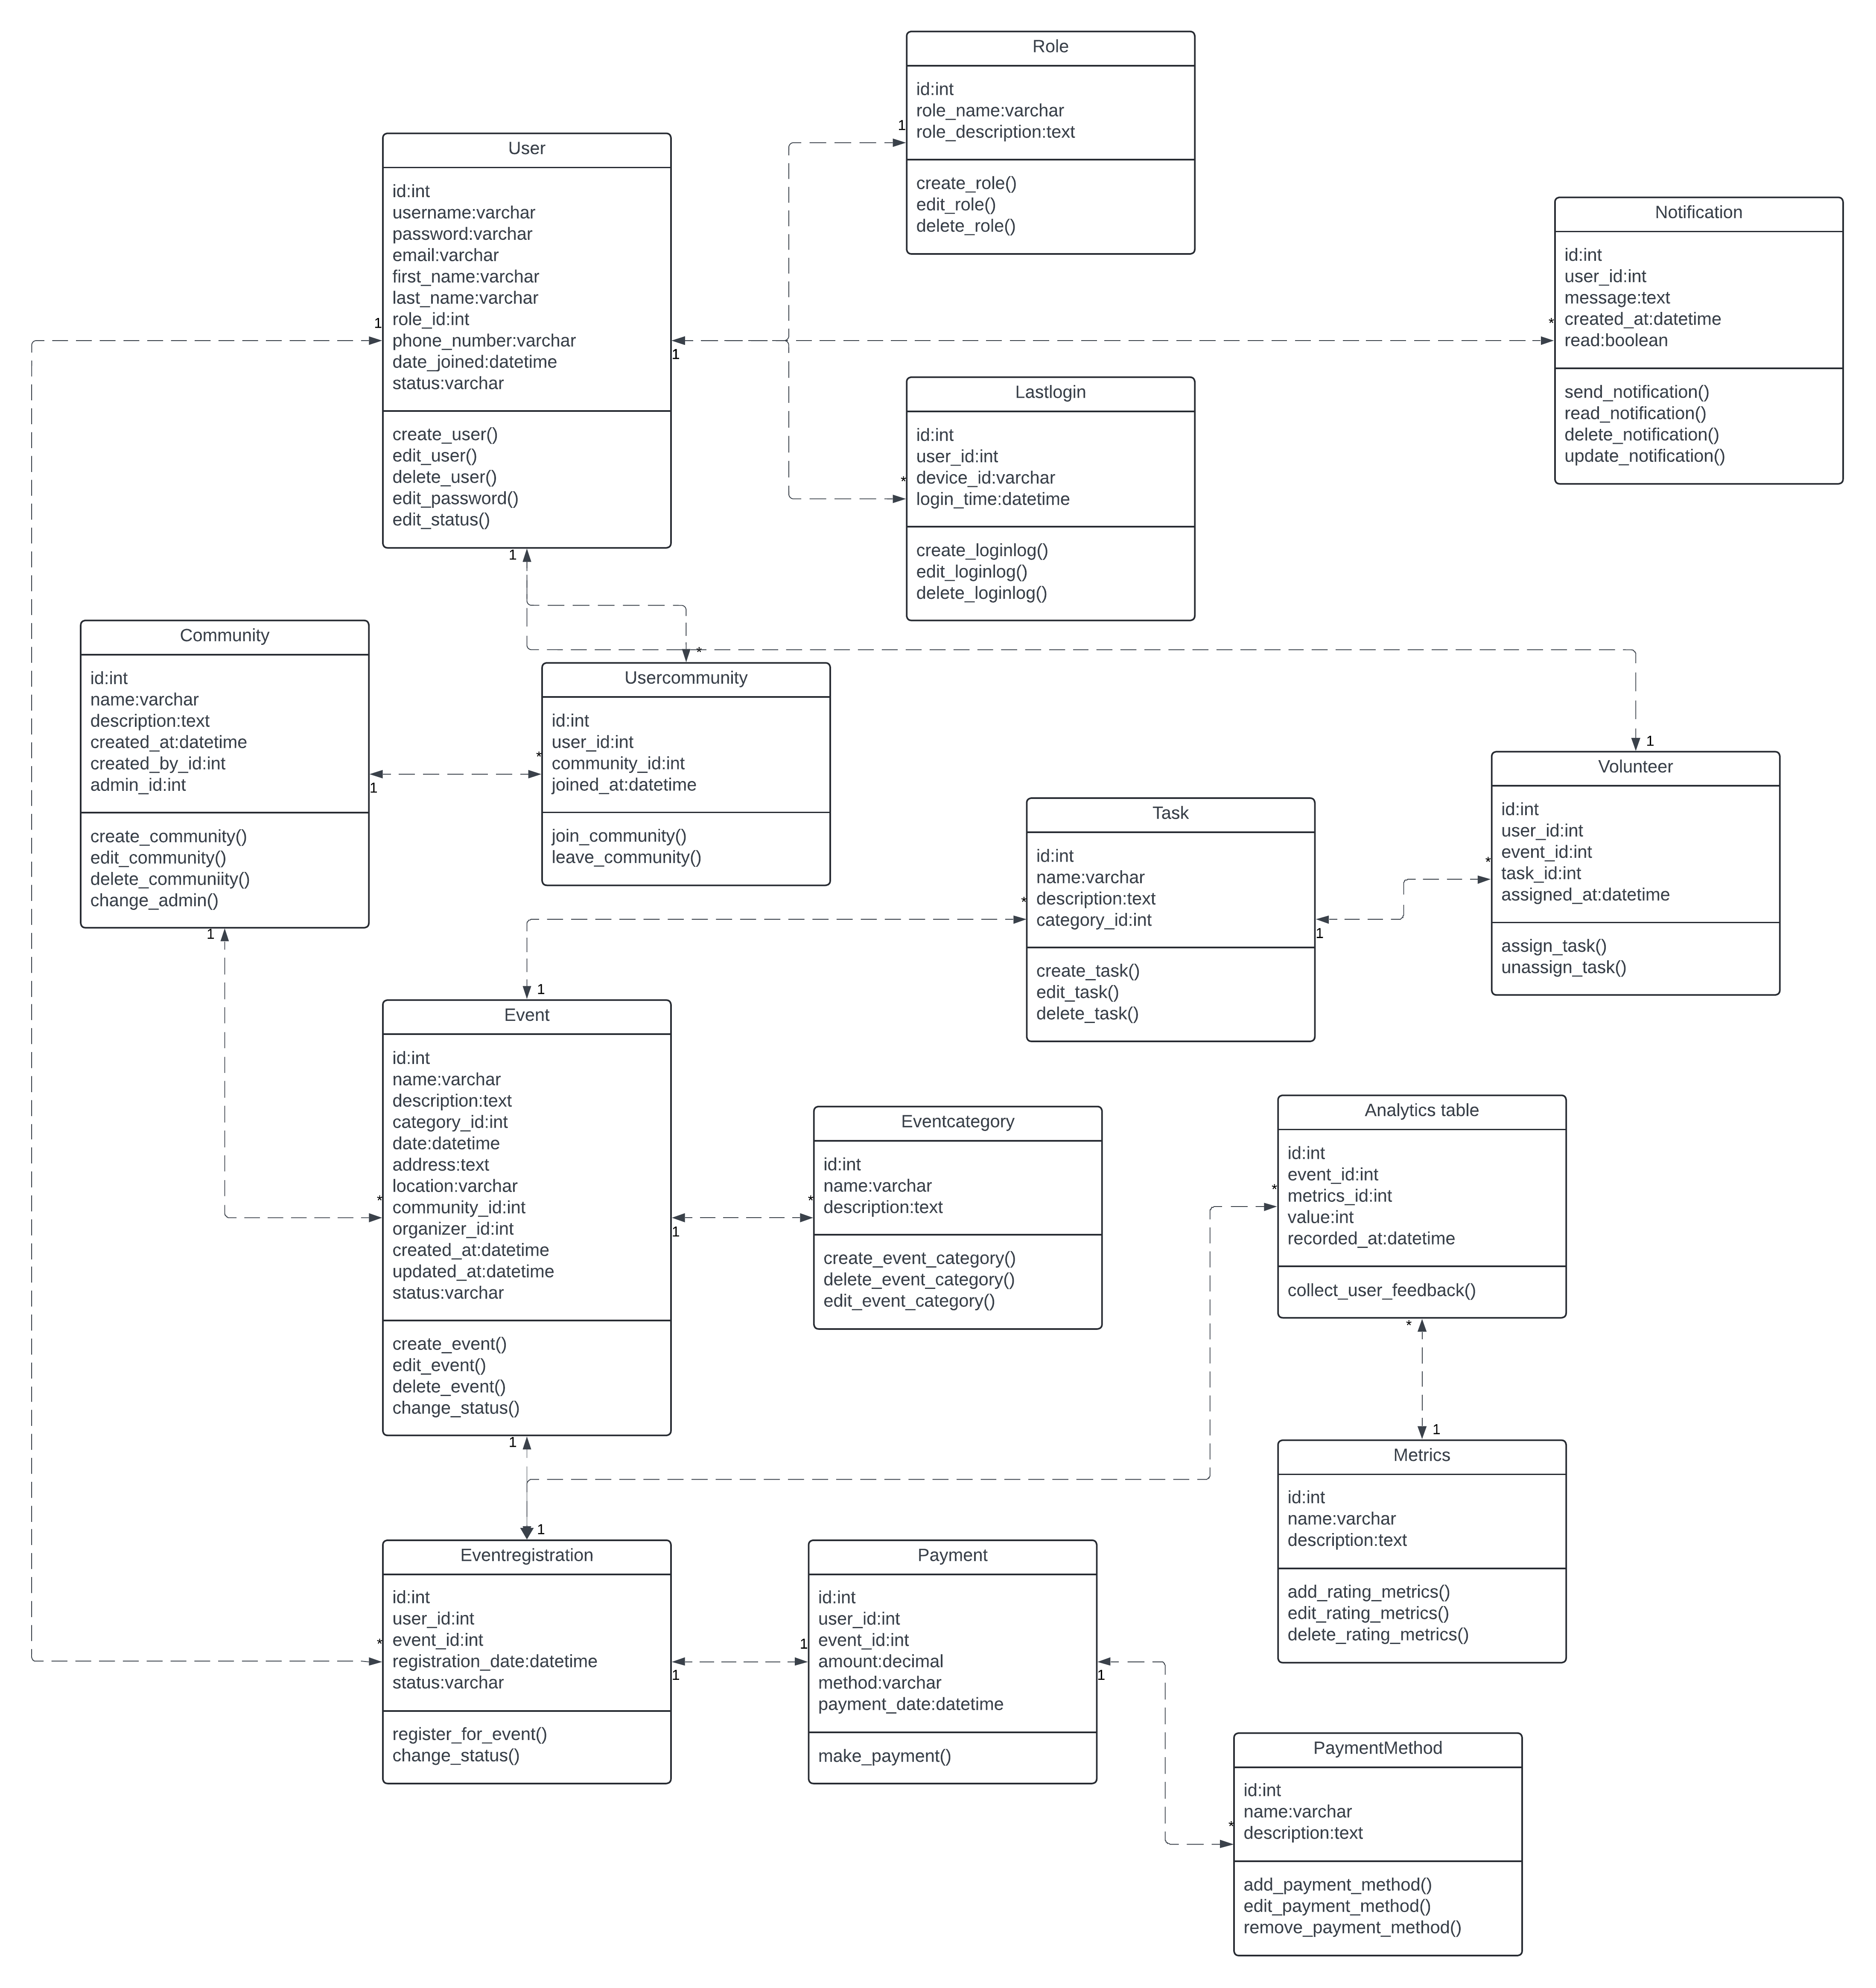 Role
id:int
role_name:varchar
role_description:text
create_role()
edit_role()
delete_role()
1
User
id:int
username:varchar
password:varchar
email:varchar
first_name:varchar
last_name:varchar
role_id:int
phone_number:varchar
date_joined:datetime
status:varchar
create_user()
edit_user()
delete_user()
edit_password()
edit_status()
1
1
1
Notification
id:int
user_id:int
message:text
created_at:datetime
read:boolean
send_notification()
read_notification()
delete_notification()
update_notification()
*
Lastlogin
id:int
user_id:int
device_id:varchar
login_time:datetime
create_loginlog()
edit_loginlog()
delete_loginlog()
*
Community
id:int
name:varchar
description:text
created_at:datetime
created_by_id:int
admin_id:int
create_community()
edit_community()
delete_communiity()
change_admin()
1
1
Usercommunity
id:int
user_id:int
community_id:int
joined_at:datetime
join_community()
leave_community()
*
*
Task
id:int
name:varchar
description:text
category_id:int
create_task()
edit_task()
delete_task()
*
1
Volunteer
id:int
user_id:int
event_id:int
task_id:int
assigned_at:datetime
assign_task()
unassign_task()
1
*
Event
id:int
name:varchar
description:text
category_id:int
date:datetime
address:text
location:varchar
community_id:int
organizer_id:int
created_at:datetime
updated_at:datetime
status:varchar
create_event()
edit_event()
delete_event()
change_status()
1
*
1
1
Eventcategory
id:int
name:varchar
description:text
create_event_category()
delete_event_category()
edit_event_category()
*
Analytics table
id:int
event_id:int
metrics_id:int
value:int
recorded_at:datetime
collect_user_feedback()
*
*
Metrics
id:int
name:varchar
description:text
add_rating_metrics()
edit_rating_metrics()
delete_rating_metrics()
1
Eventregistration
id:int
user_id:int
event_id:int
registration_date:datetime
status:varchar
register_for_event()
change_status()
1
*
1
Payment
id:int
user_id:int
event_id:int
amount:decimal
method:varchar
payment_date:datetime
make_payment()
1
1
PaymentMethod
id:int
name:varchar
description:text
add_payment_method()
edit_payment_method()
remove_payment_method()
*